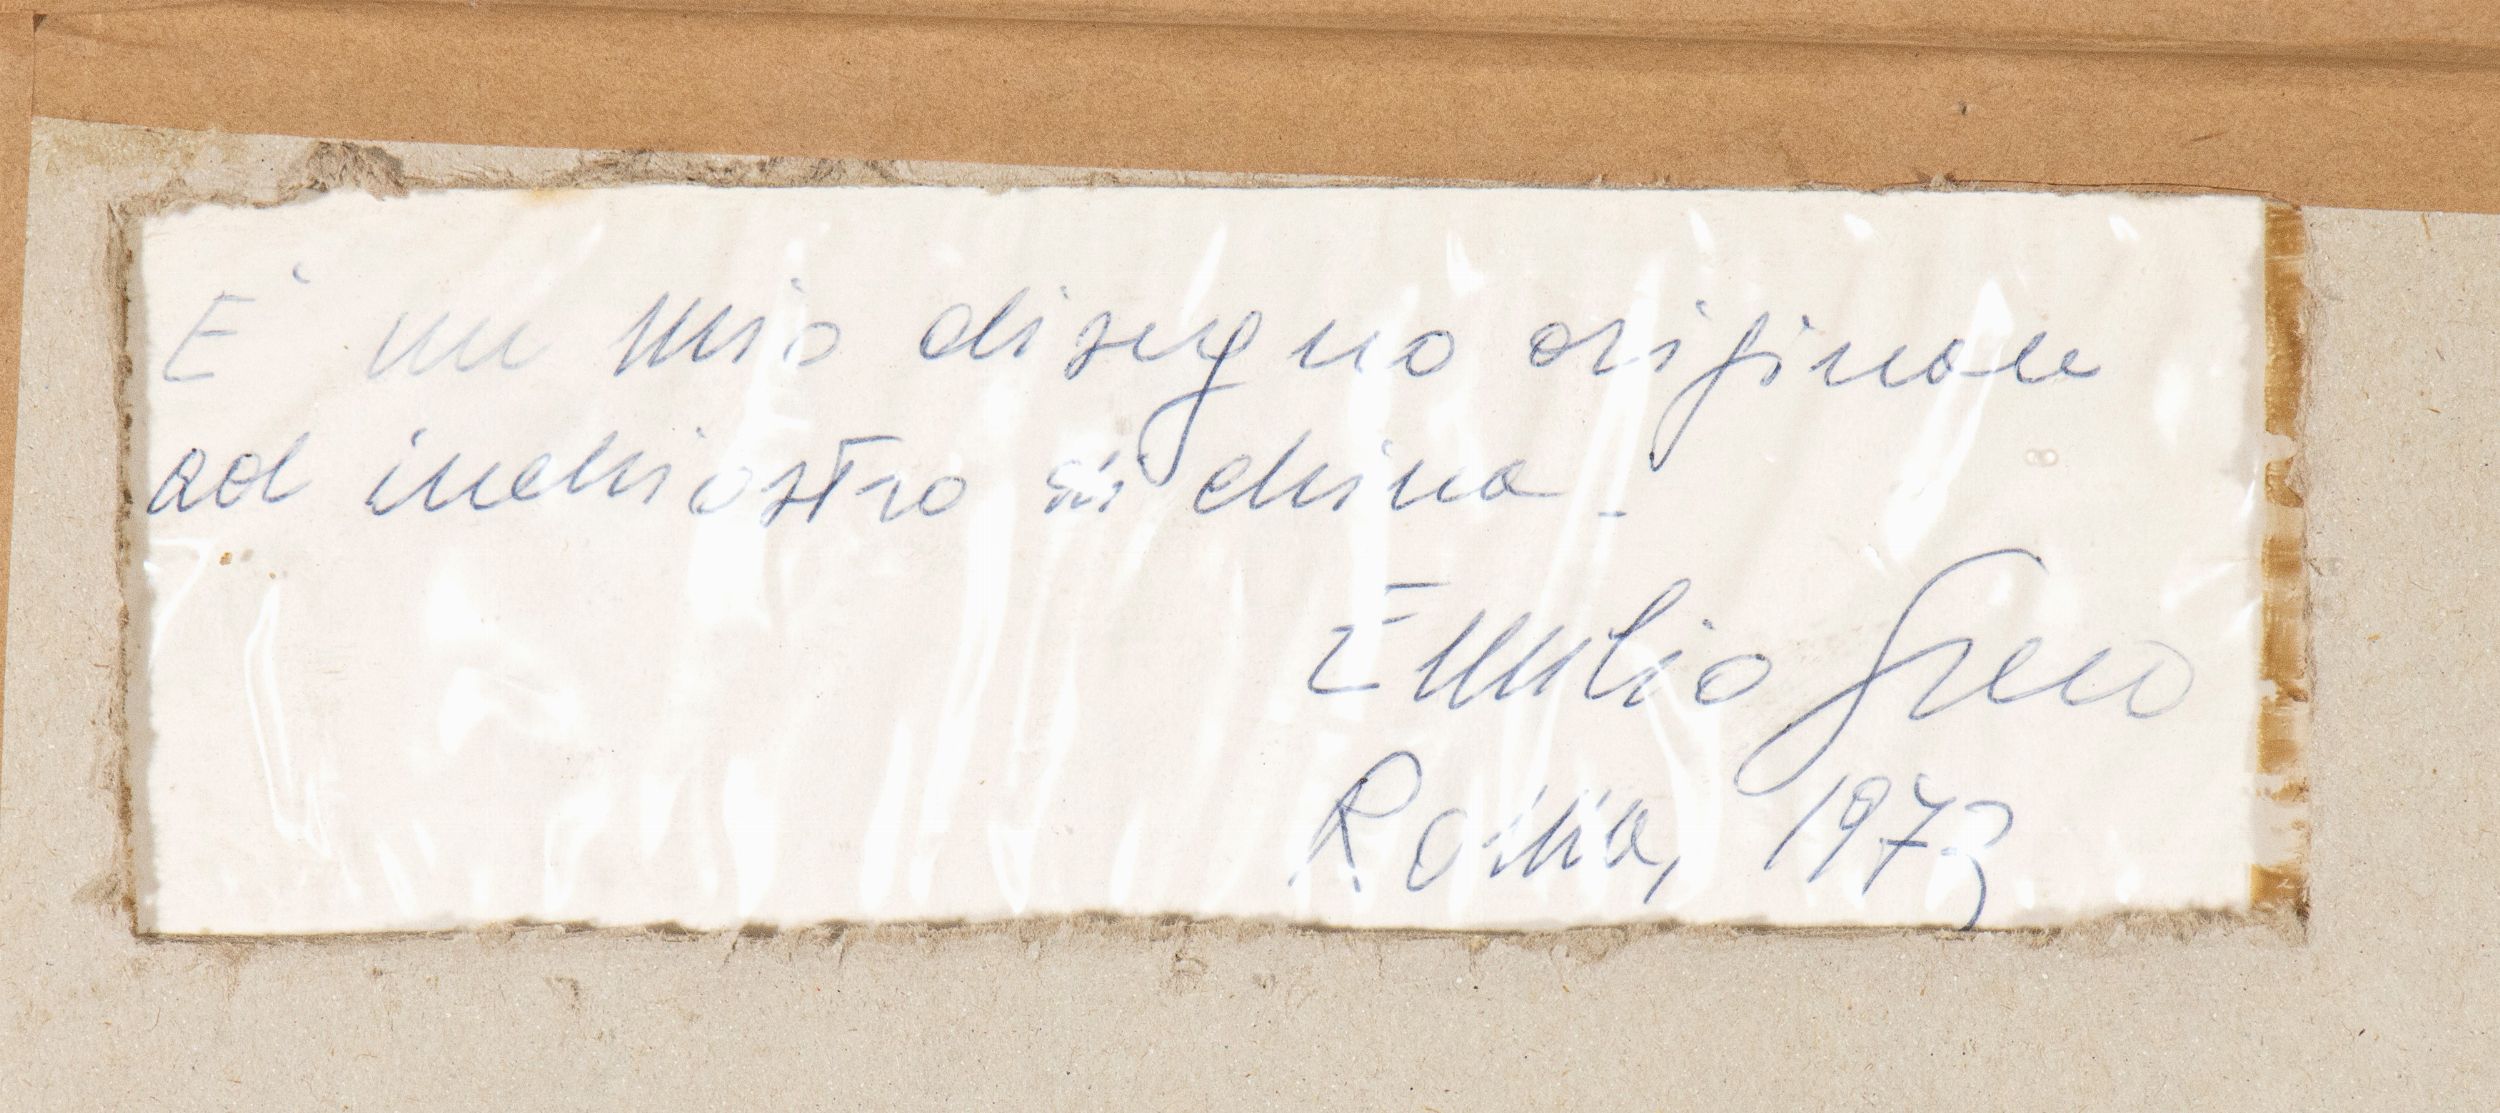 E' un mio disegno originale
ad inchiostro di china.
Emilio Greco
Roma, 1973